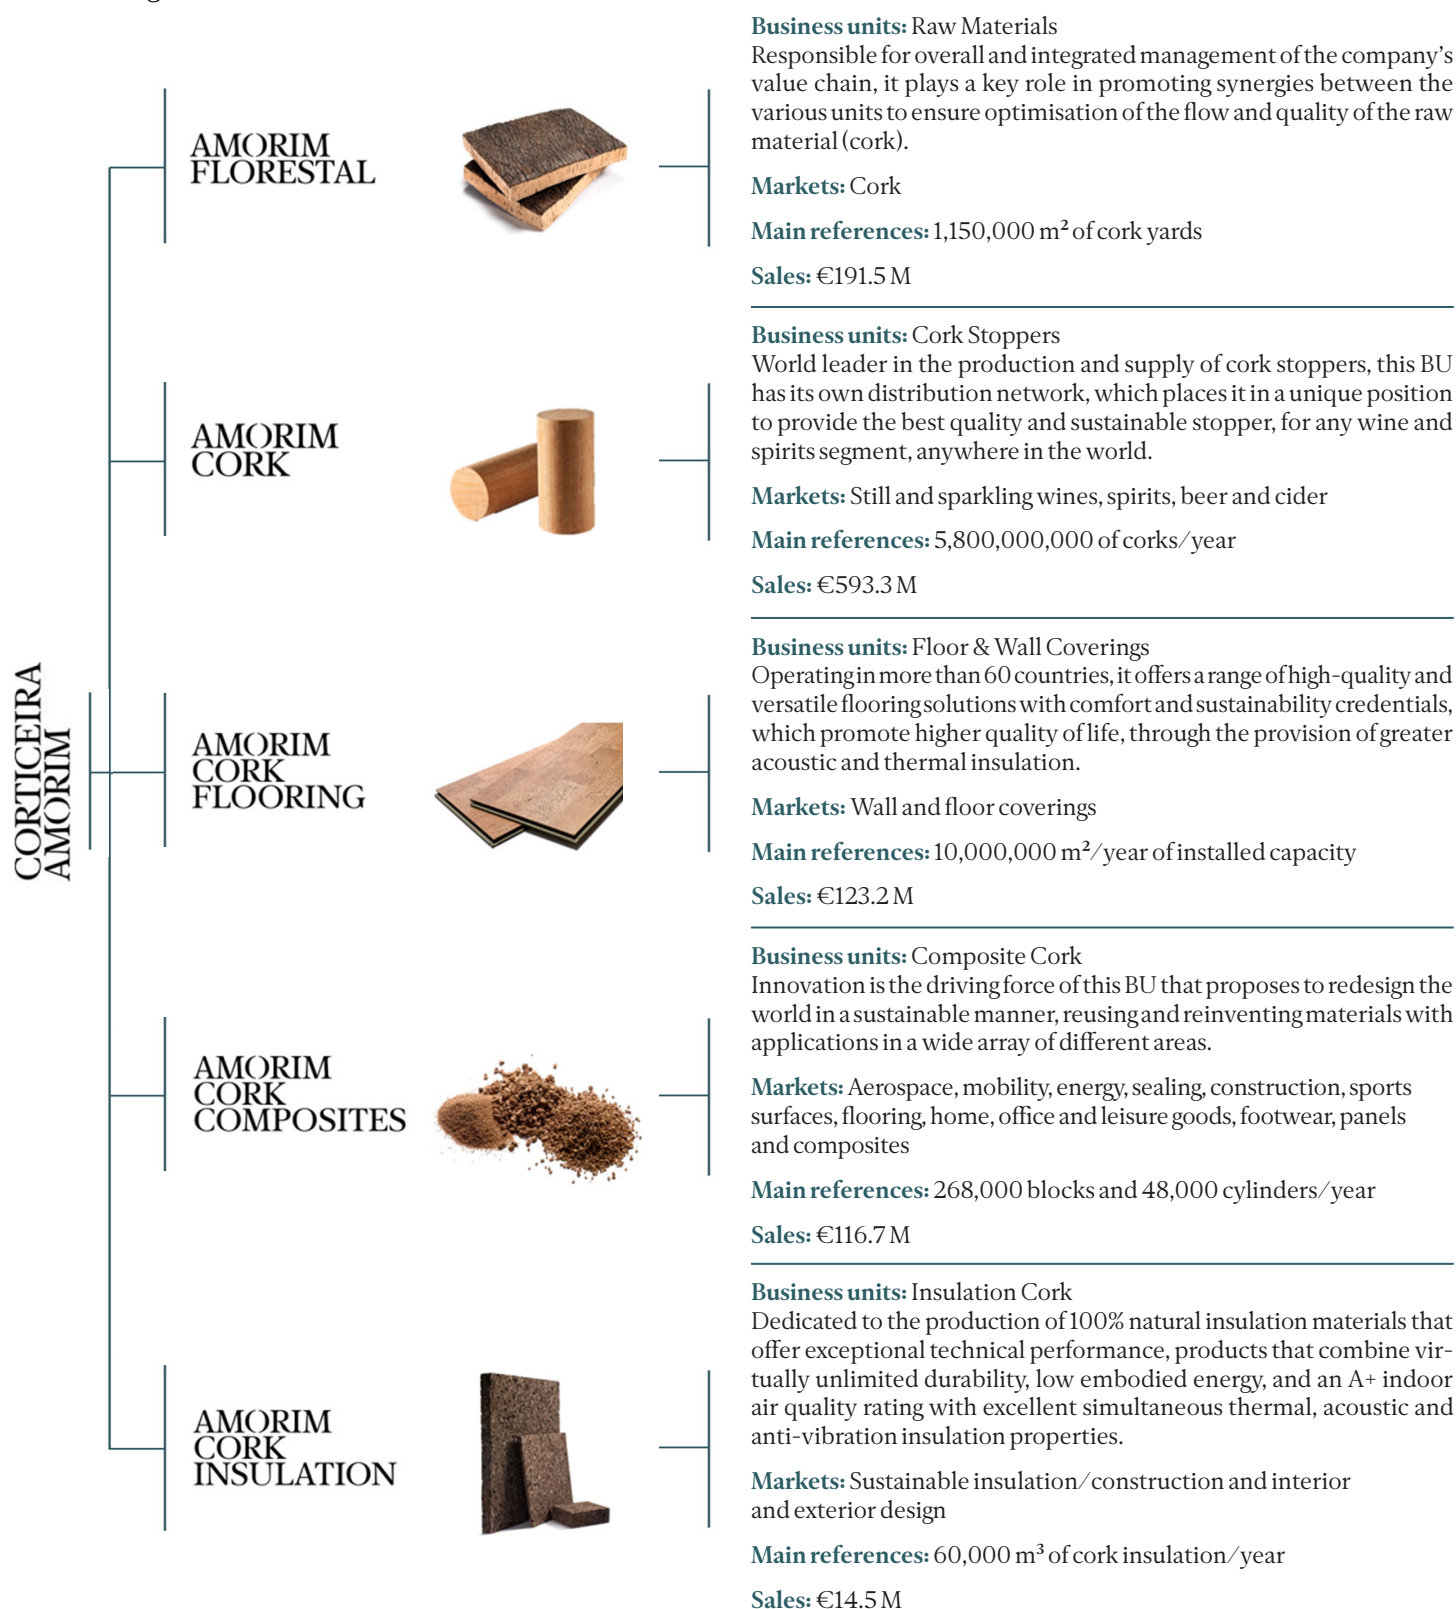 CORTICEIRA
AMORIM
AMORIM
FLORESTAL
Business units: Raw Materials
Responsible for overall and integrated management of the company's
value chain, it plays a key role in promoting synergies between the
various units to ensure optimisation of the flow and quality of the raw
material (cork).
Markets: Cork
Main references: 1,150,000 m² of cork yards
Sales: €191.5 M
AMORIM
CORK
Business units: Cork Stoppers
World leader in the production and supply of cork stoppers, this BU
has its own distribution network, which places it in a unique position
to provide the best quality and sustainable stopper, for any wine and
spirits segment, anywhere in the world.
Markets: Still and sparkling wines, spirits, beer and cider
Main references: 5,800,000,000 of corks/year
Sales: €593.3 M
AMORIM
CORK
FLOORING
Business units: Floor & Wall Coverings
Operating in more than 60 countries, it offers a range of high-quality and
versatile flooring solutions with comfort and sustainability credentials,
which promote higher quality of life, through the provision of greater
acoustic and thermal insulation.
Markets: Wall and floor coverings
Main references: 10,000,000 m²/year of installed capacity
Sales: €123.2 M
AMORIM
CORK
COMPOSITES
Business units: Composite Cork
Innovation is the driving force of this BU that proposes to redesign the
world in a sustainable manner, reusing and reinventing materials with
applications in a wide array of different areas.
Markets: Aerospace, mobility, energy, sealing, construction, sports
surfaces, flooring, home, office and leisure goods, footwear, panels
and composites
Main references: 268,000 blocks and 48,000 cylinders/year
Sales: €116.7 M
AMORIM
CORK
INSULATION
Business units: Insulation Cork
Dedicated to the production of 100% natural insulation materials that
offer exceptional technical performance, products that combine vir-
tually unlimited durability, low embodied energy, and an A+ indoor
air quality rating with excellent simultaneous thermal, acoustic and
anti-vibration insulation properties.
Markets: Sustainable insulation/construction and interior
and exterior design
Main references: 60,000 m³ of cork insulation/year
Sales: €14.5 M